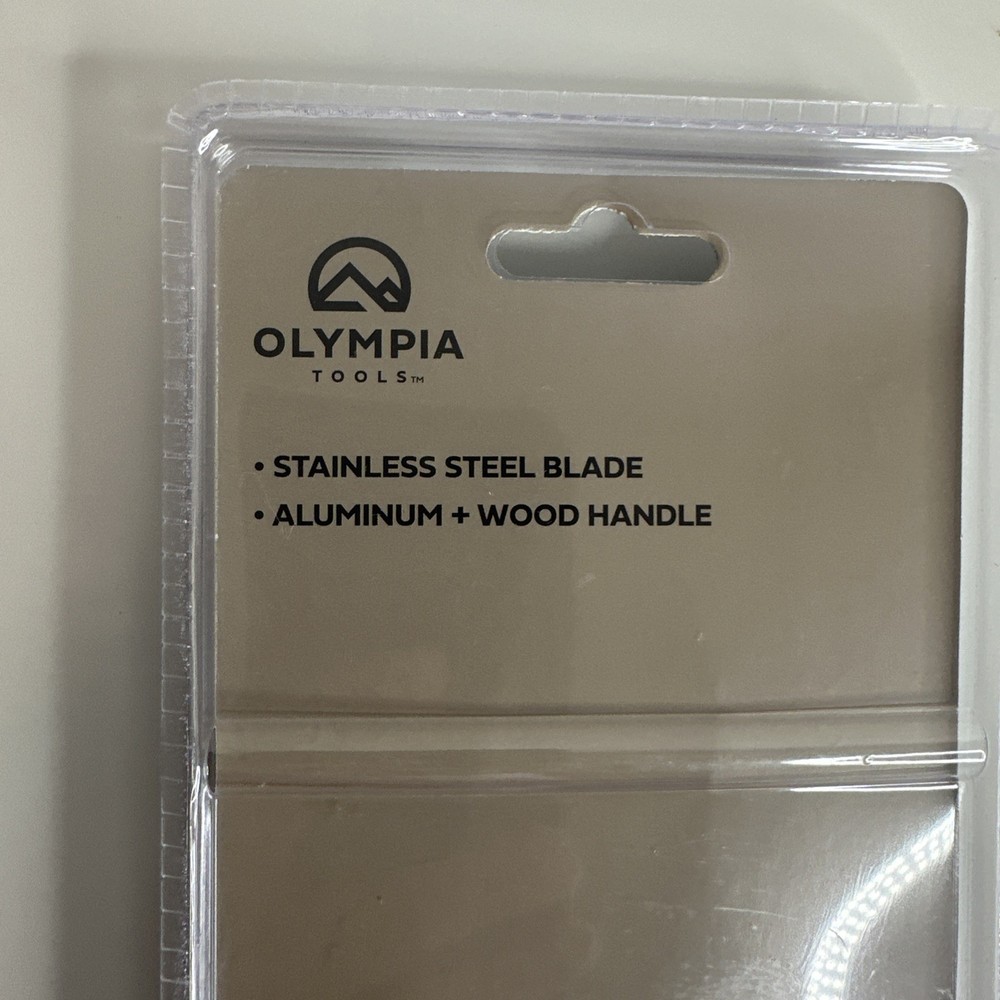 OLYMPIA
TOOLS™
• STAINLESS STEEL BLADE
• ALUMINUM + WOOD HANDLE